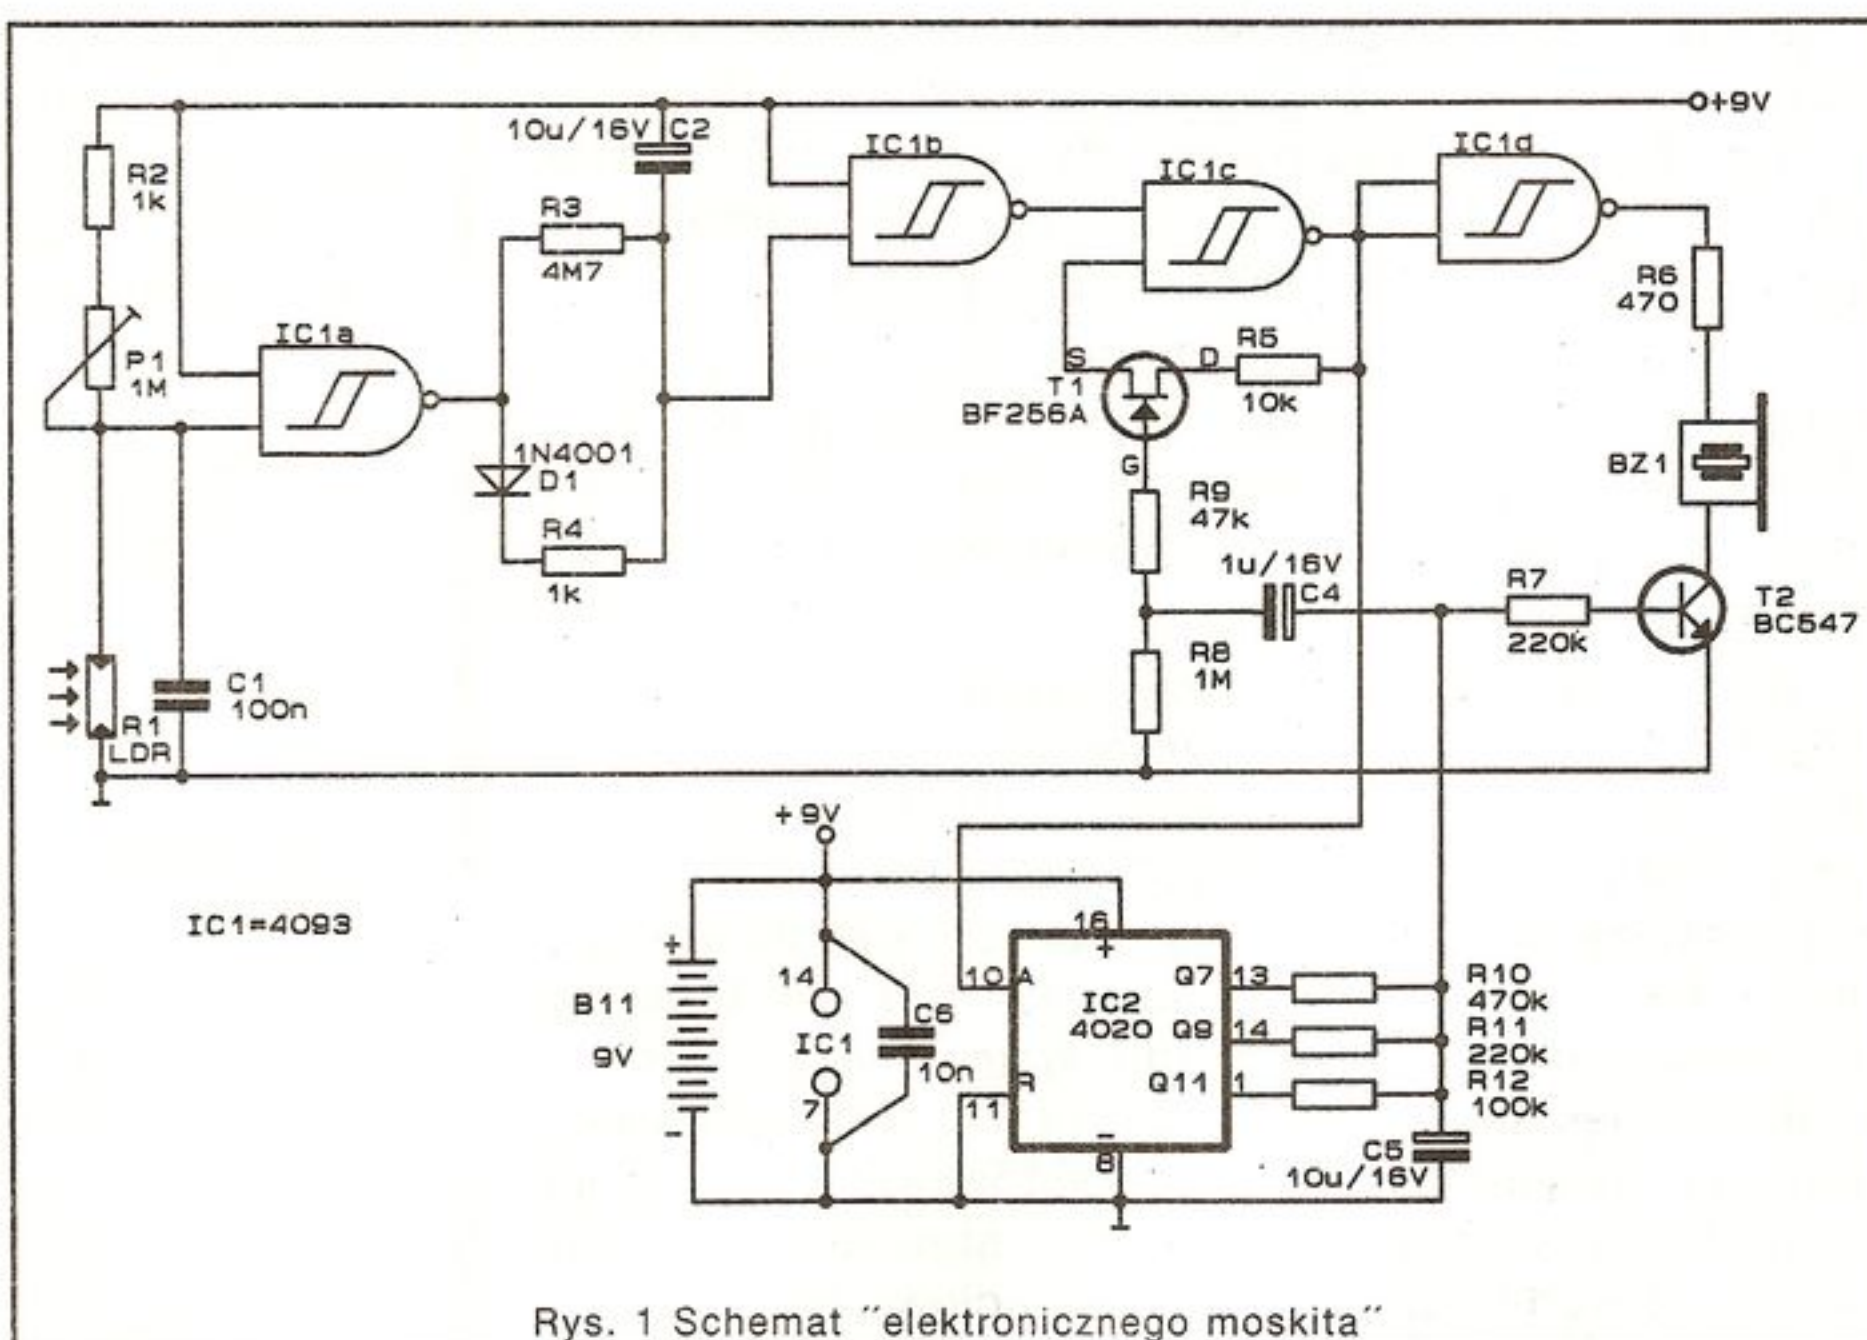 +9V
10u/16V C2
IC1b
IC1d
IC1c
R2
1k
R3
4M7
R6
470
IC1a
P1
1M
S
D
R5
10k
T1
BF256A
1N4001
D1
G
BZ1
R9
47k
R4
1k
1u/16V
C4
R7
220k
T2
BC547
R8
1M
C1
100n
R1
LDR
+9V
IC1=4093
+
16
+
14
10 A
Q7 13
R10
470k
B11
C6
IC2
4020
Q9 14
R11
220k
9V
IC1
10n
R
11
Q11 1
R12
100k
7
-
-
8
C5
10u/16V
Rys. 1 Schemat "elektronicznego moskita"